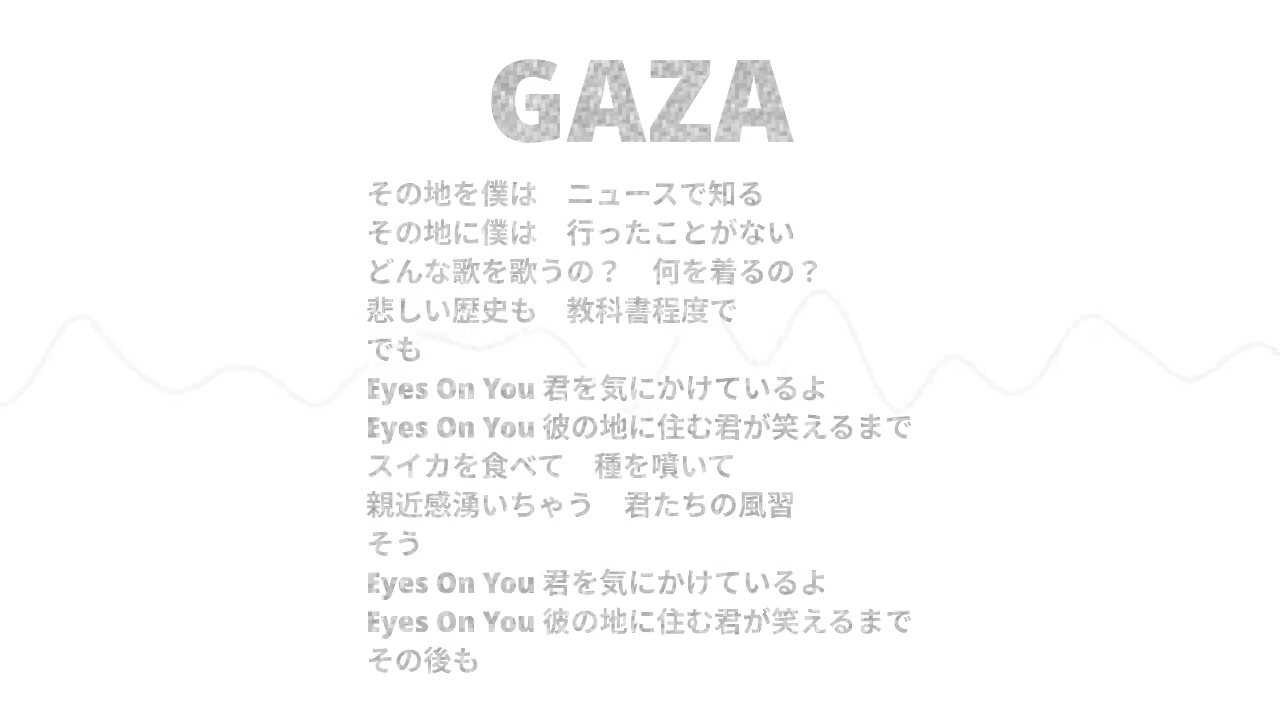 GAZA
その地を僕は　ニュースで知る
その地に僕は　行ったことがない
どんな歌を歌うの？　何を着るの？
悲しい歴史も　教科書程度で
でも
Eyes On You 君を気にかけているよ
Eyes On You 彼の地に住む君が笑えるまで
スイカを食べて　種を噴いて
親近感湧いちゃう　君たちの風習
そう
Eyes On You 君を気にかけているよ
Eyes On You 彼の地に住む君が笑えるまで
その後も